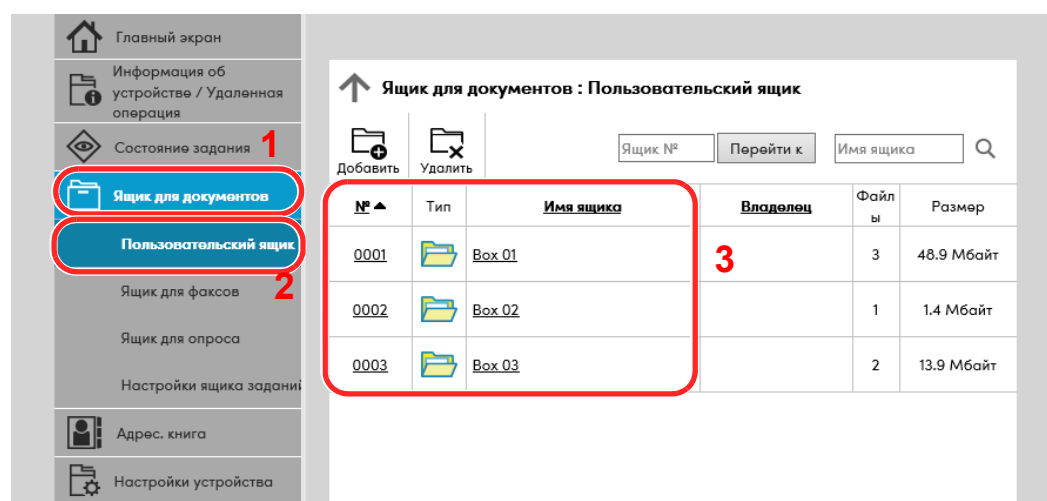 Главный экран
Информация об
устройстве / Удаленная
операция
Состояние задания
1
Ящик для документов
Пользовательский ящик
2
Ящик для факсов
Ящик для опроса
Настройки ящика заданий
Адрес. книга
Настройки устройства
Ящик для документов : Пользовательский ящик
Добавить Удалить Ящик № Перейти к Имя ящика
№ Тип Имя ящика Владелец Файл
ы Размер
0001 Box 01 3 48.9 Мбайт
3
0002 Box 02 1 1.4 Мбайт
0003 Box 03 2 13.9 Мбайт